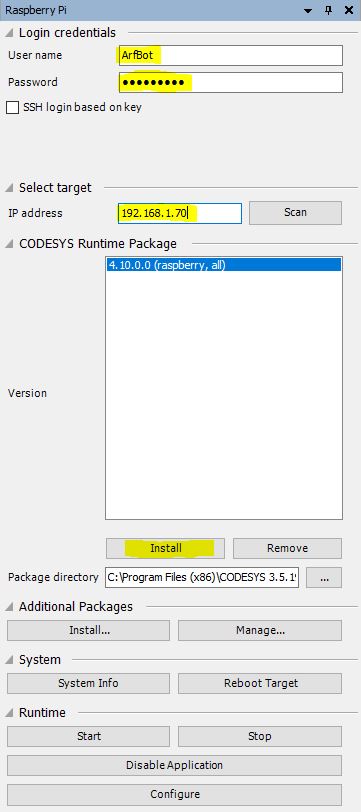 Raspberry Pi
Login credentials
User name ArfBot
Password •••••••••
SSH login based on key
Select target
IP address 192.168.1.70 Scan
CODESYS Runtime Package
4.10.0.0 (raspberry, all)
Version
Install Remove
Package directory C:\Program Files (x86)\CODESYS 3.5.1 ...
Additional Packages
Install... Manage...
System
System Info Reboot Target
Runtime
Start Stop
Disable Application
Configure